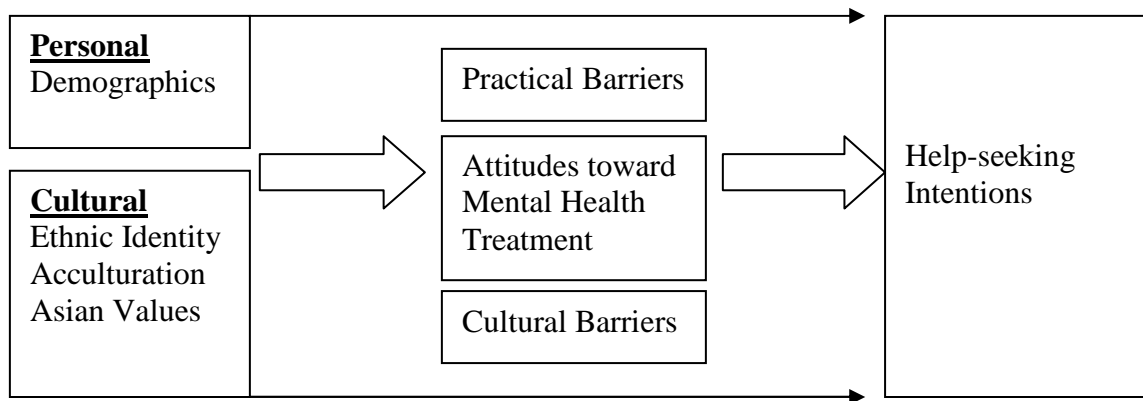 Personal
Demographics
Cultural
Ethnic Identity
Acculturation
Asian Values
Practical Barriers
Attitudes toward
Mental Health
Treatment
Cultural Barriers
Help-seeking
Intentions